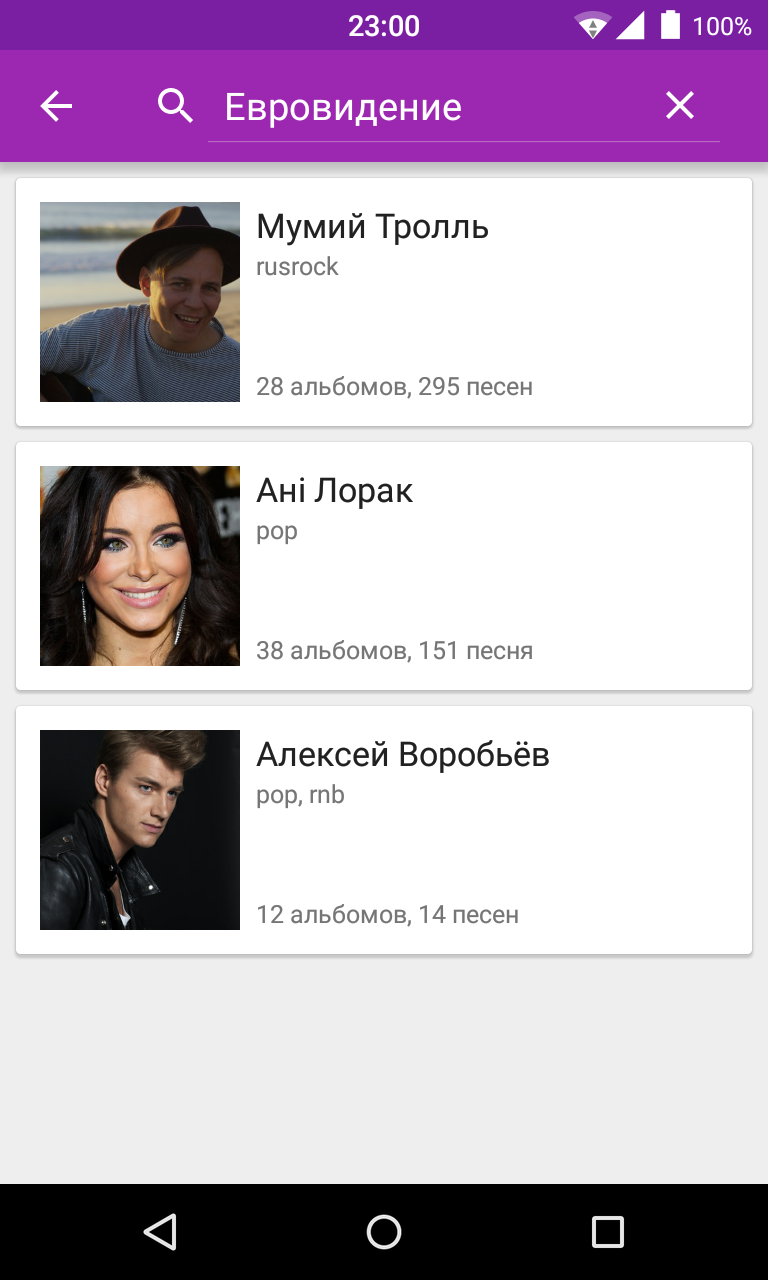 23:00 100%
Евровидение
Мумий Тролль
rusrock
28 альбомов, 295 песен
Ані Лорак
pop
38 альбомов, 151 песня
Алексей Воробьёв
pop, rnb
12 альбомов, 14 песен